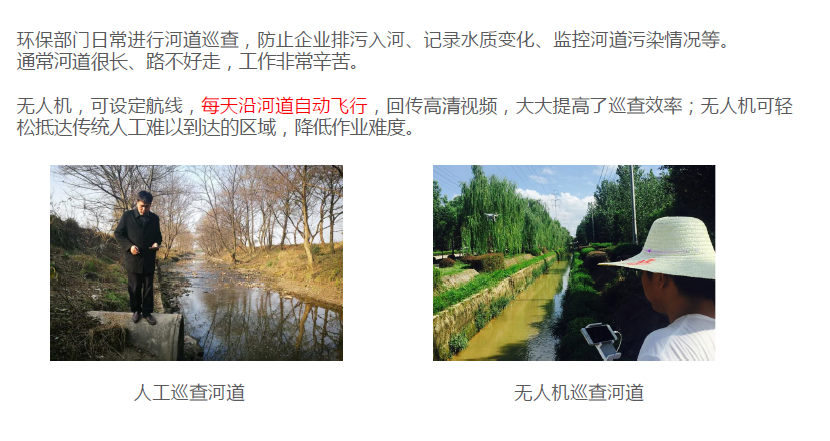 环保部门日常进行河道巡查，防止企业排污入河、记录水质变化、监控河道污染情况等。
通常河道很长、路不好走，工作非常辛苦。
无人机，可设定航线，每天沿河道自动飞行，回传高清视频，大大提高了巡查效率；无人机可轻
松抵达传统人工难以到达的区域，降低作业难度。
人工巡查河道
无人机巡查河道